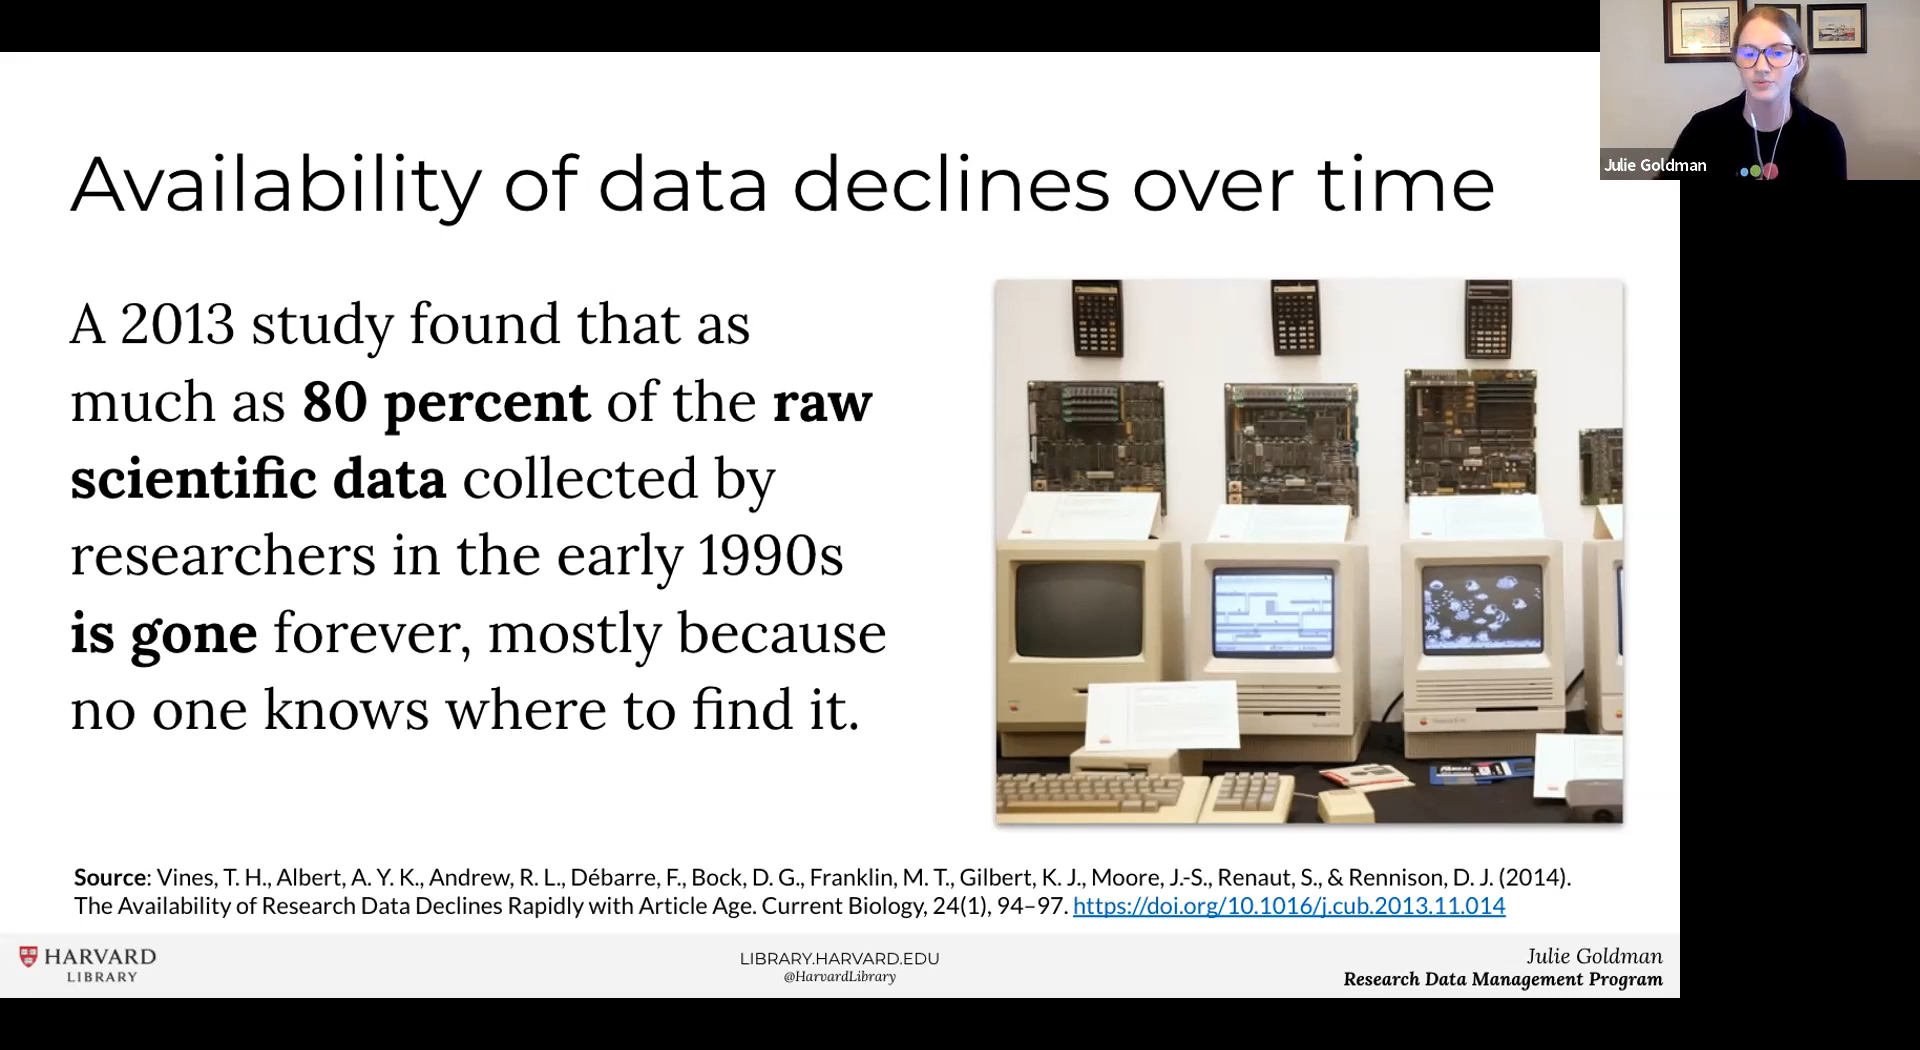 Julie Goldman
Availability of data declines over time
A 2013 study found that as
much as 80 percent of the raw
scientific data collected by
researchers in the early 1990s
is gone forever, mostly because
no one knows where to find it.
Source: Vines, T. H., Albert, A. Y. K., Andrew, R. L., Débarre, F., Bock, D. G., Franklin, M. T., Gilbert, K. J., Moore, J.-S., Renaut, S., & Rennison, D. J. (2014).
The Availability of Research Data Declines Rapidly with Article Age. Current Biology, 24(1), 94–97. https://doi.org/10.1016/j.cub.2013.11.014
HARVARD
LIBRARY
LIBRARY.HARVARD.EDU
@HarvardLibrary
Julie Goldman
Research Data Management Program